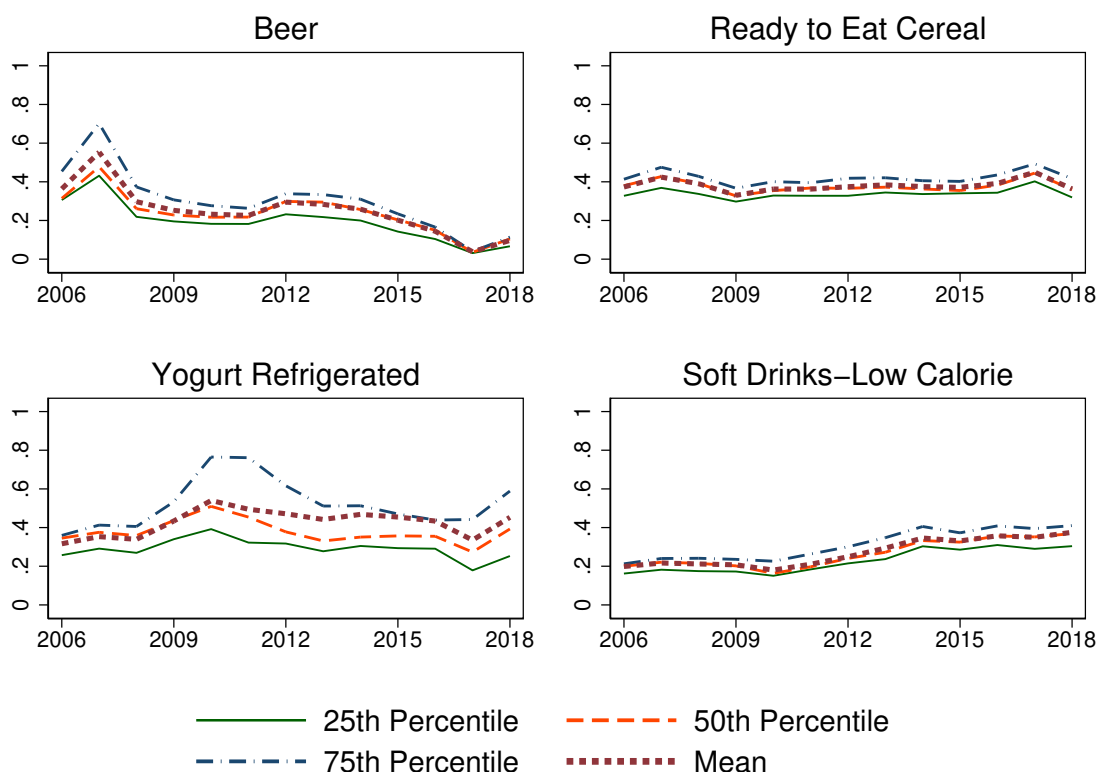 Beer
0 .2 .4 .6 .8 1
2006 2009 2012 2015 2018
Ready to Eat Cereal
0 .2 .4 .6 .8 1
2006 2009 2012 2015 2018
Yogurt Refrigerated
0 .2 .4 .6 .8 1
2006 2009 2012 2015 2018
Soft Drinks−Low Calorie
0 .2 .4 .6 .8 1
2006 2009 2012 2015 2018
25th Percentile 50th Percentile
75th Percentile Mean